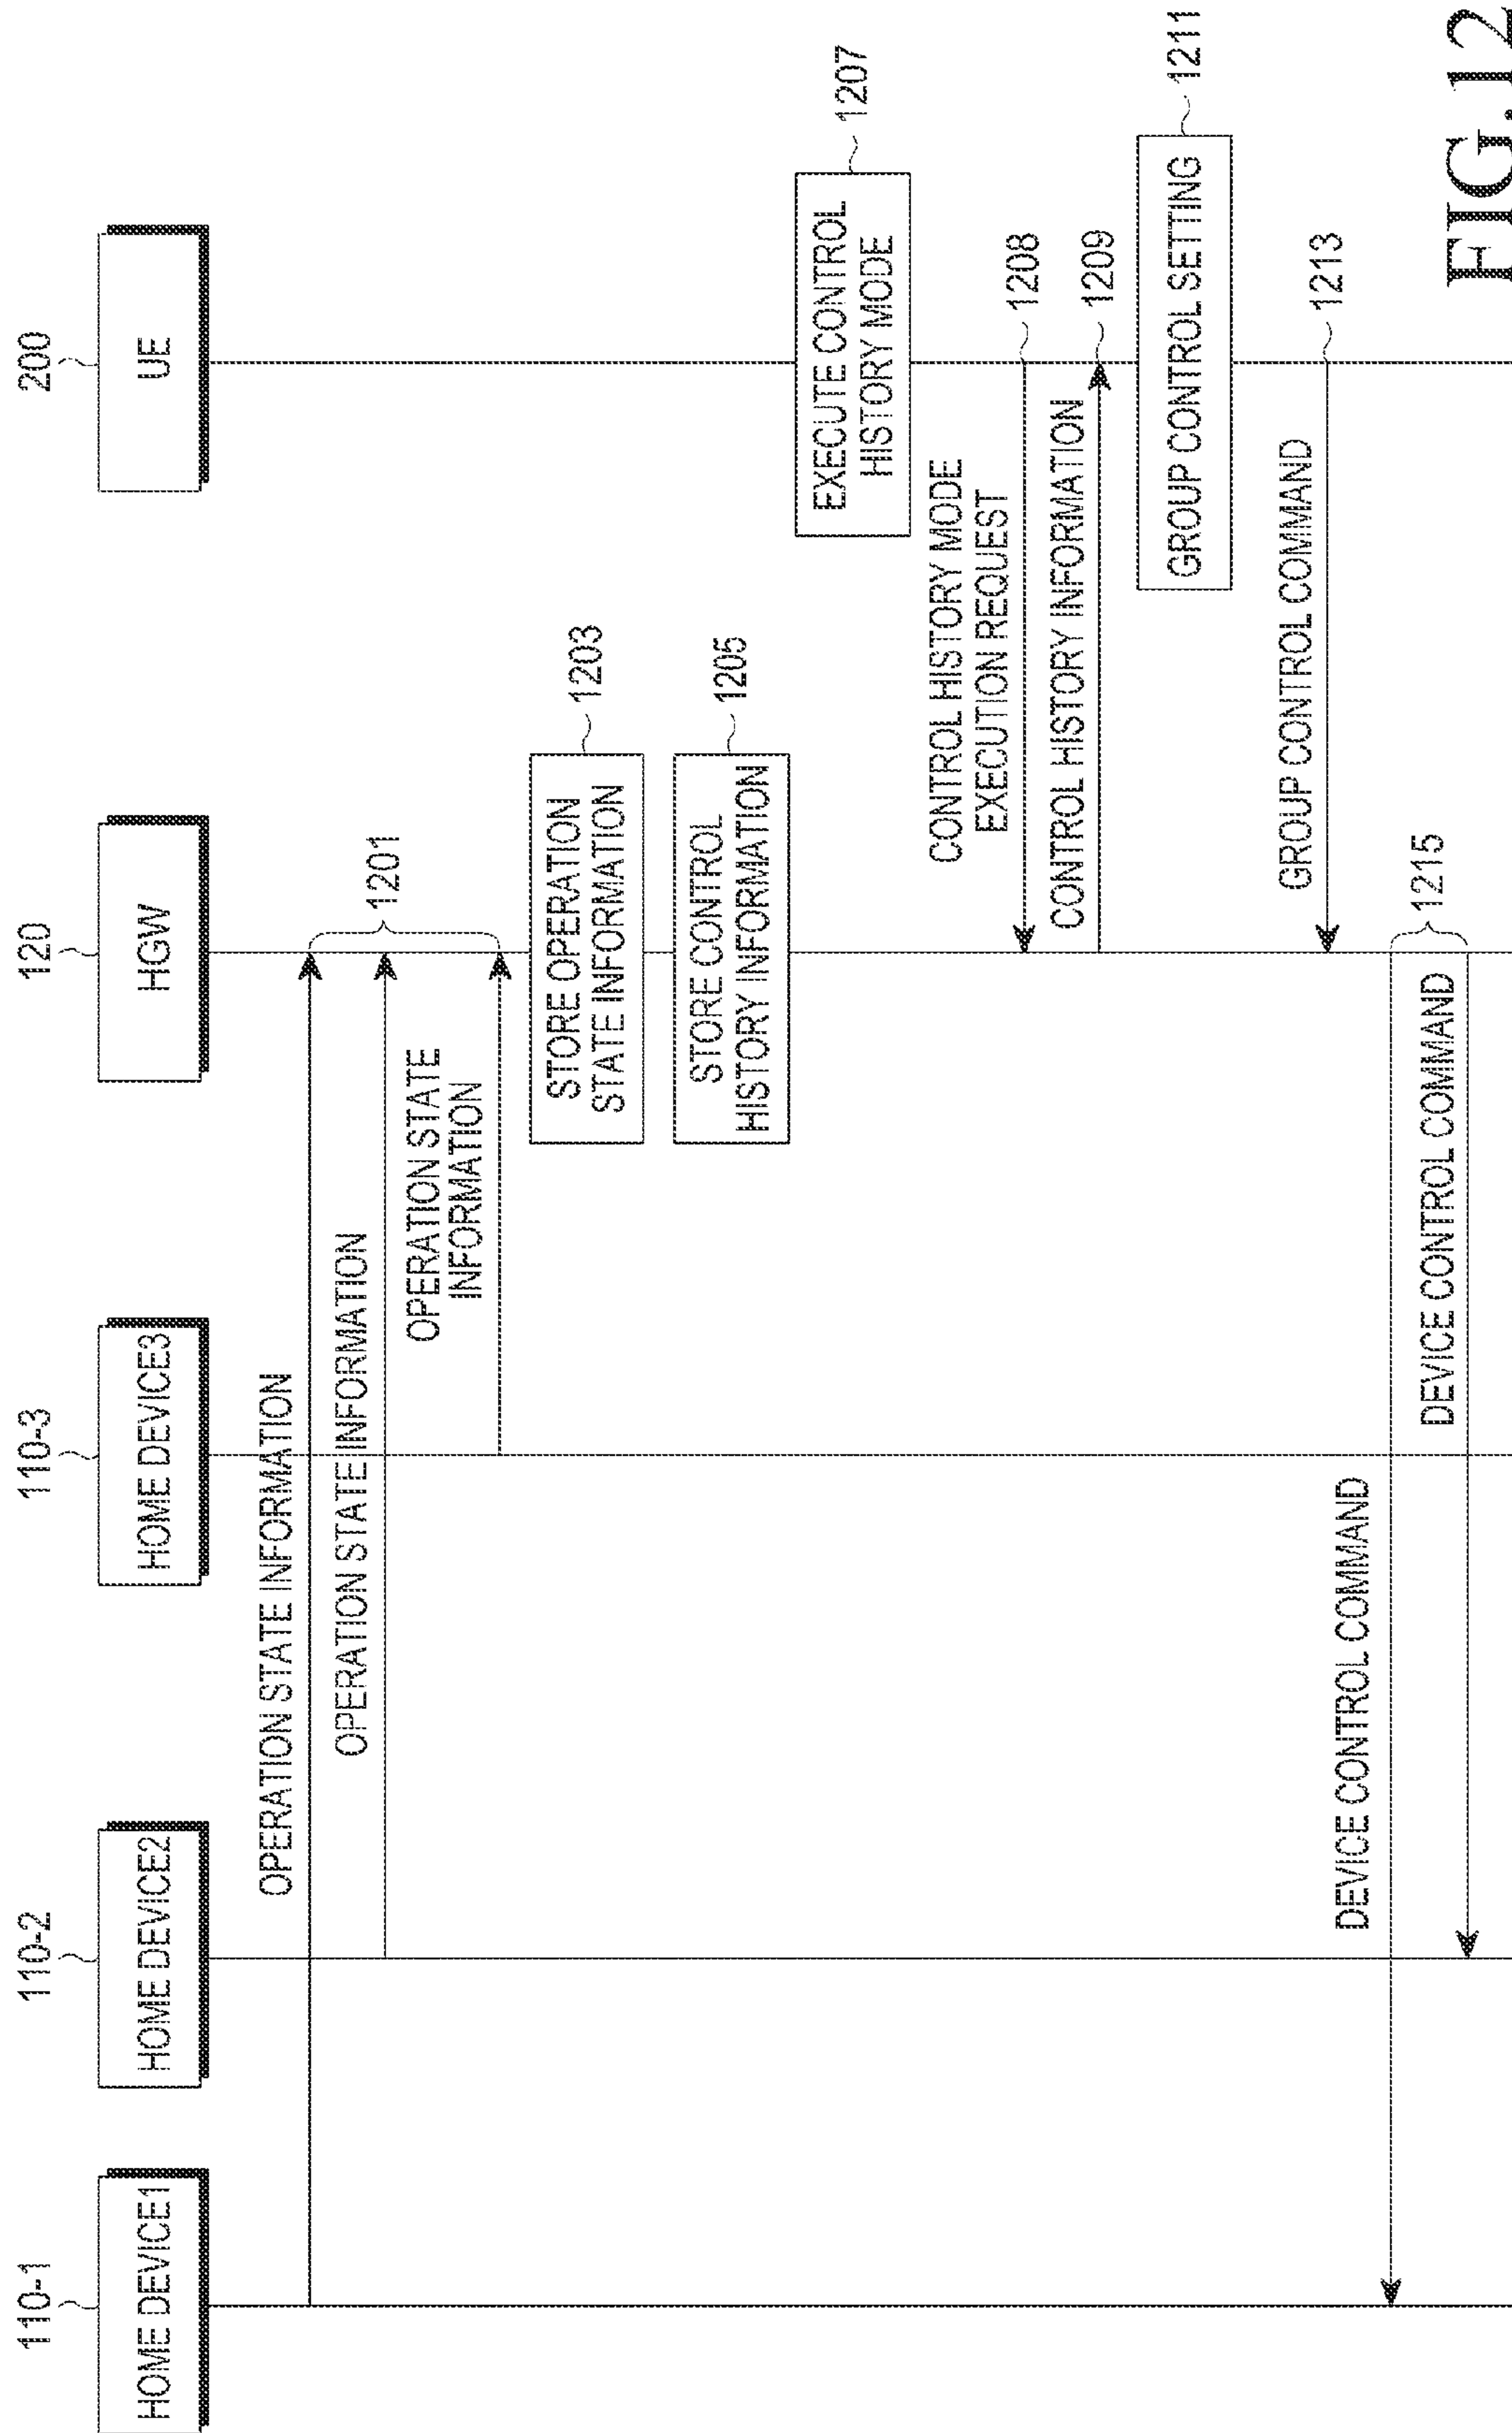 110-1
110-2
110-3
120
200
HOME DEVICE1
HOME DEVICE2
HOME DEVICE3
HGW
UE
OPERATION STATE INFORMATION
OPERATION STATE INFORMATION
OPERATION STATE
INFORMATION
1201
STORE OPERATION
STATE INFORMATION
1203
STORE CONTROL
HISTORY INFORMATION
1205
EXECUTE CONTROL
HISTORY MODE
1207
CONTROL HISTORY MODE
EXECUTION REQUEST
1208
CONTROL HISTORY INFORMATION
1209
GROUP CONTROL SETTING
1211
GROUP CONTROL COMMAND
1213
DEVICE CONTROL COMMAND
DEVICE CONTROL COMMAND
1215
FIG.12